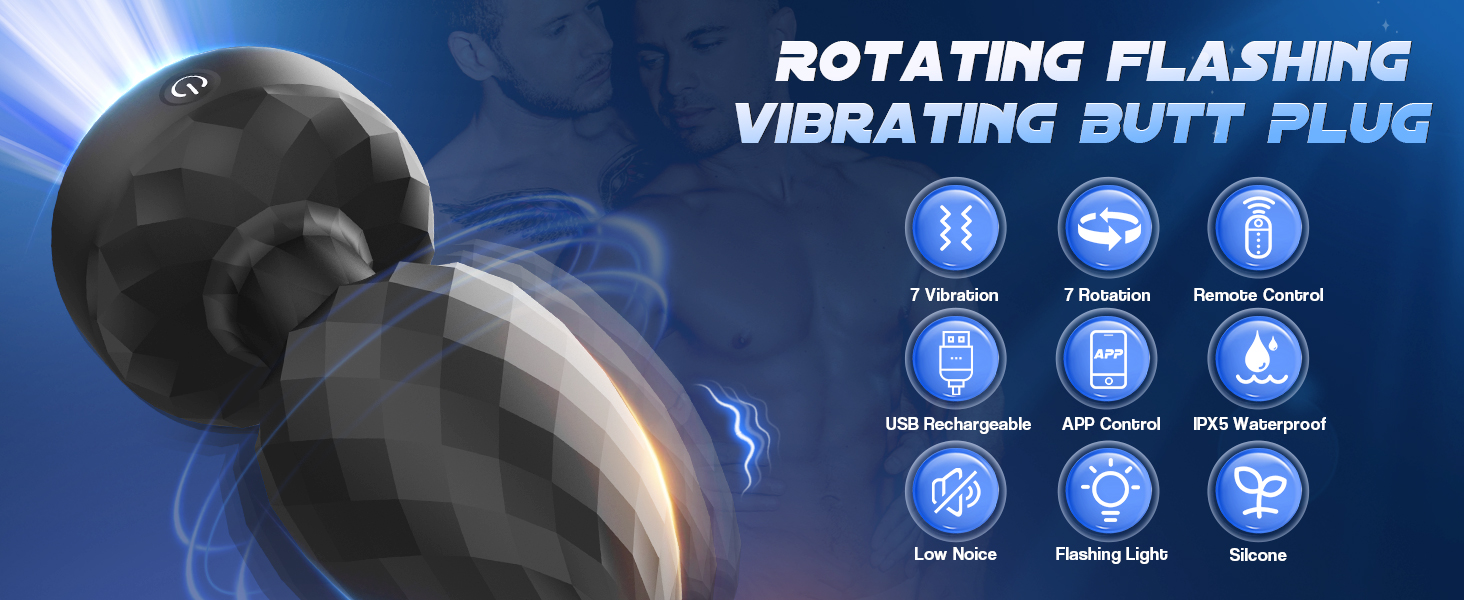 ROTATING FLASHING
VIBRATING BUTT PLUG
7 Vibration
7 Rotation
Remote Control
USB Rechargeable
APP
APP Control
IPX5 Waterproof
Low Noice
Flashing Light
Silcone